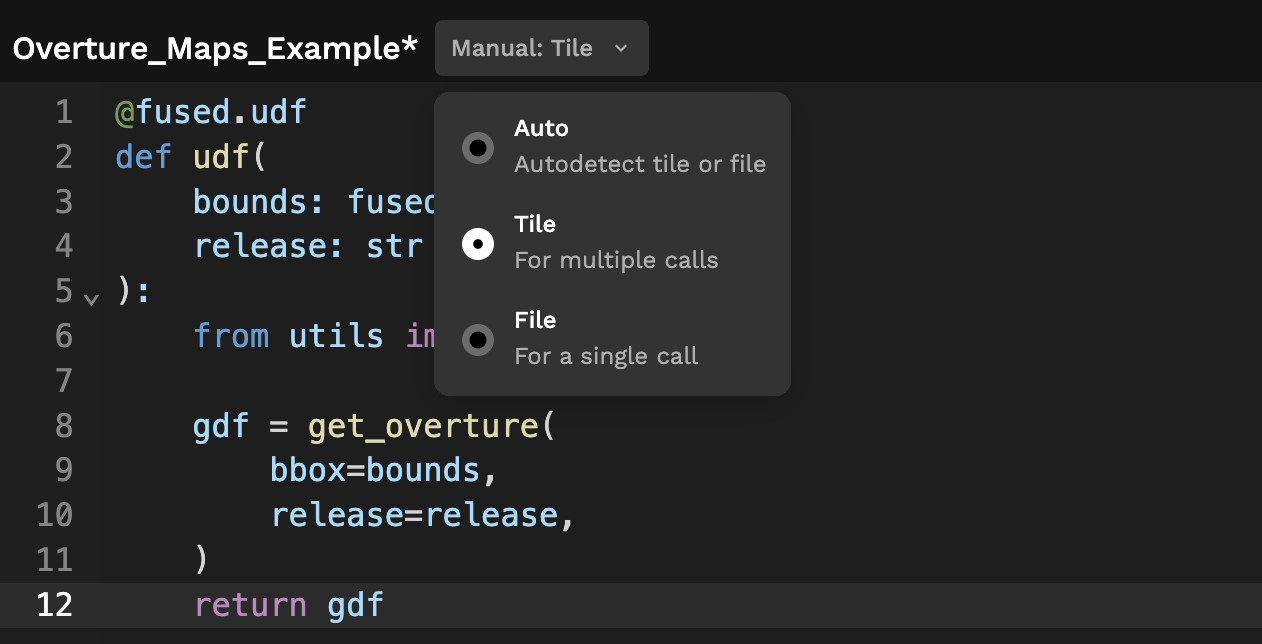 Overture_Maps_Example* Manual: Tile
1 @fused.udf
2 def udf(
3     bounds: fused
4     release: str
5 ):
6     from utils im
7
8     gdf = get_overture(
9         bbox=bounds,
10         release=release,
11     )
12     return gdf
Auto
Autodetect tile or file
Tile
For multiple calls
File
For a single call